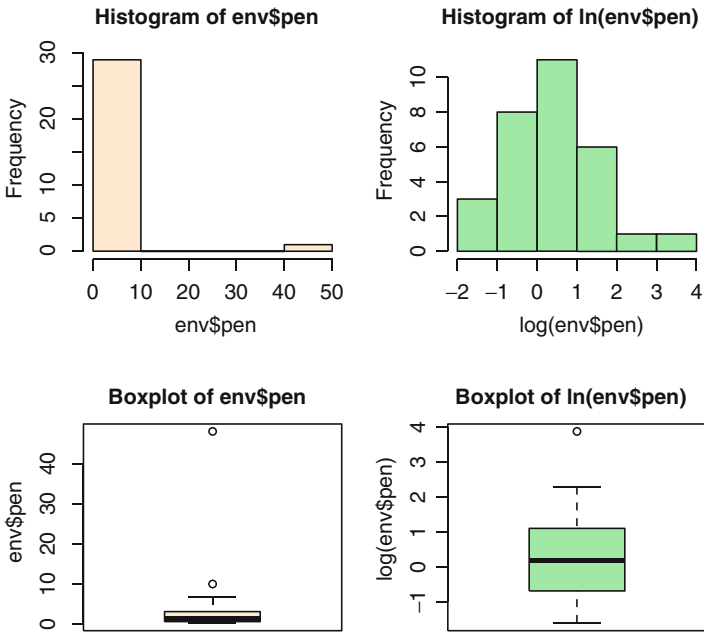 Histogram of env$pen
Frequency
30
20
10
5
0
0 10 20 30 40 50
env$pen
Histogram of ln(env$pen)
Frequency
10
8
6
4
2
0
−2 −1 0 1 2 3 4
log(env$pen)
Boxplot of env$pen
env$pen
40
30
20
10
0
Boxplot of ln(env$pen)
log(env$pen)
4
3
2
1
0
−1